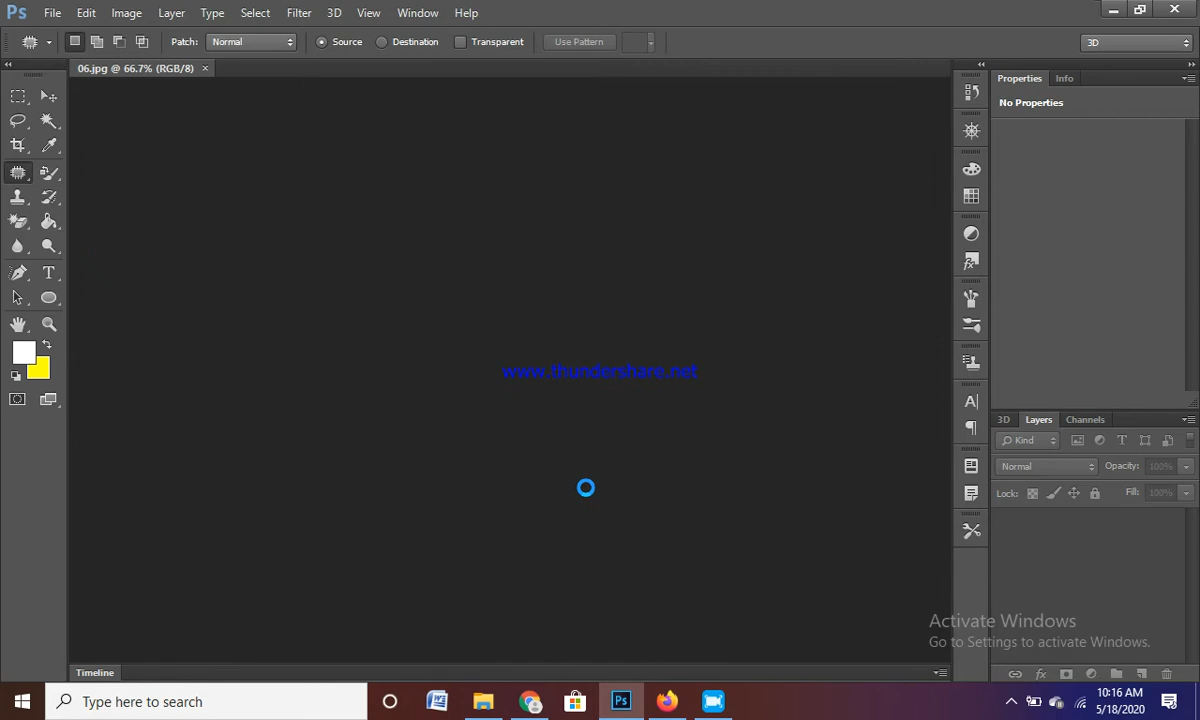 Ps File Edit Image Layer Type Select Filter 3D View Window Help
Patch: Normal Source Destination Transparent Use Pattern 3D
06.jpg @ 66.7% (RGB/8) ×
Properties Info
No Properties
T
www.thundershare.net
A
3D Layers Channels
Kind T
Normal Opacity: 100%
Lock: Fill: 100%
Activate Windows
Go to Settings to activate Windows.
Timeline
fx
Type here to search
W
Ps
10:16 AM
5/18/2020